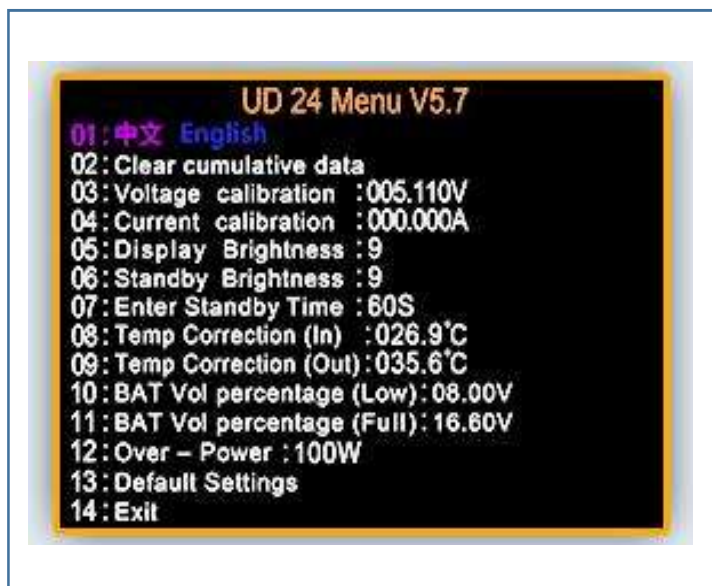 UD 24 Menu V5.7
01:中文 English
02:Clear cumulative data
03:Voltage calibration :005.110V
04:Current calibration :000.000A
05:Display Brightness :9
06:Standby Brightness :9
07:Enter Standby Time :60S
08:Temp Correction (In) :026.9℃
09:Temp Correction (Out):035.6℃
10:BAT Vol percentage (Low):08.00V
11:BAT Vol percentage (Full):16.60V
12:Over – Power :100W
13:Default Settings
14:Exit